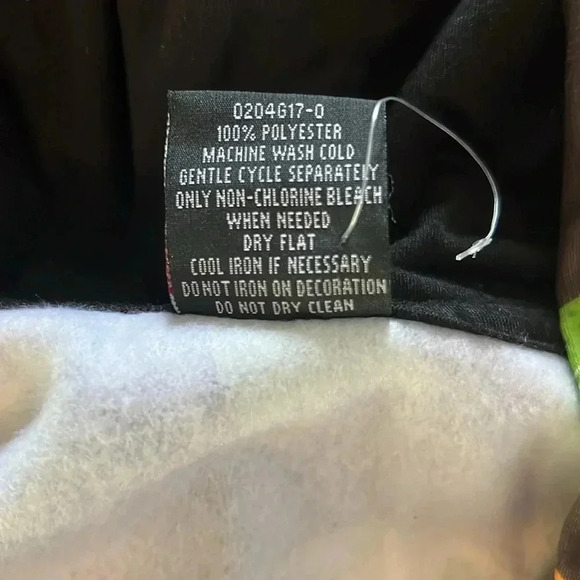 0204G17-0
100% POLYESTER
MACHINE WASH COLD
GENTLE CYCLE SEPARATELY
ONLY NON-CHLORINE BLEACH
WHEN NEEDED
DRY FLAT
COOL IRON IF NECESSARY
DO NOT IRON ON DECORATION
DO NOT DRY CLEAN